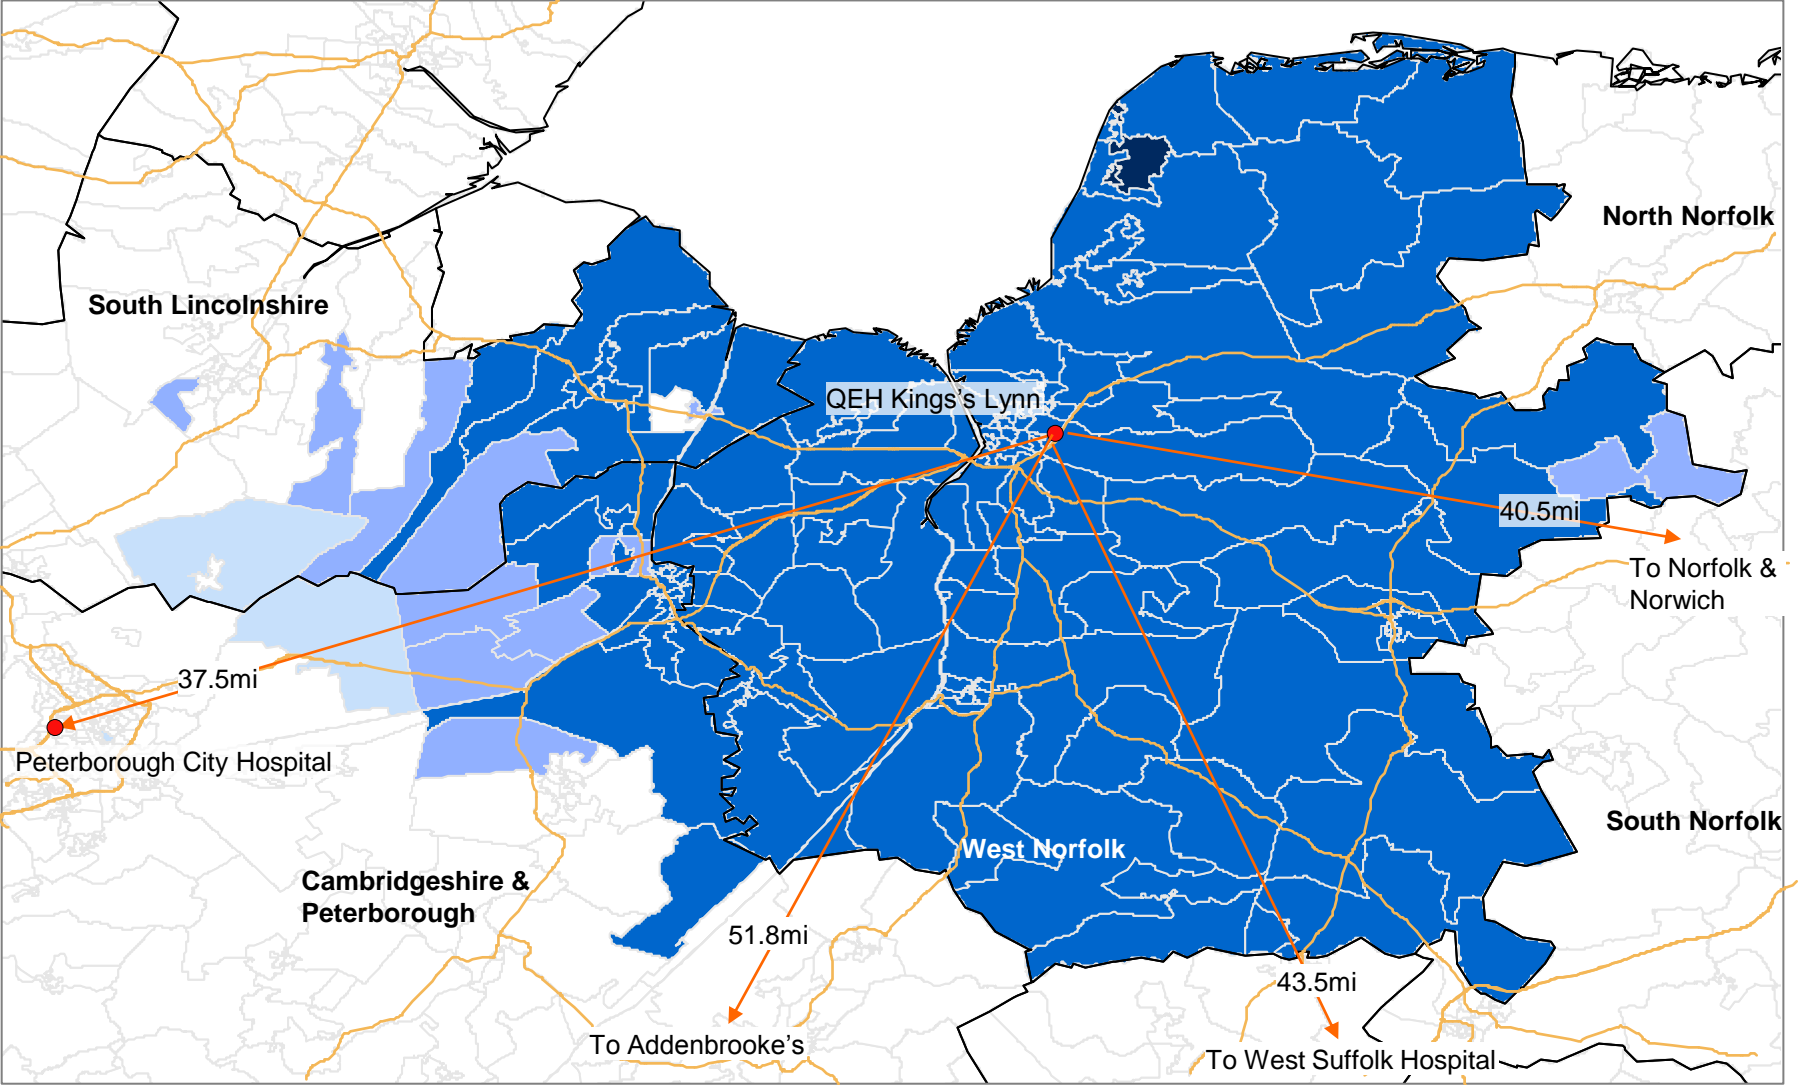 North Norfolk
South Lincolnshire
QEH Kings's Lynn
40.5mi
To Norfolk &
Norwich
37.5mi
Peterborough City Hospital
South Norfolk
West Norfolk
Cambridgeshire &
Peterborough
51.8mi
43.5mi
To Addenbrooke's
To West Suffolk Hospital